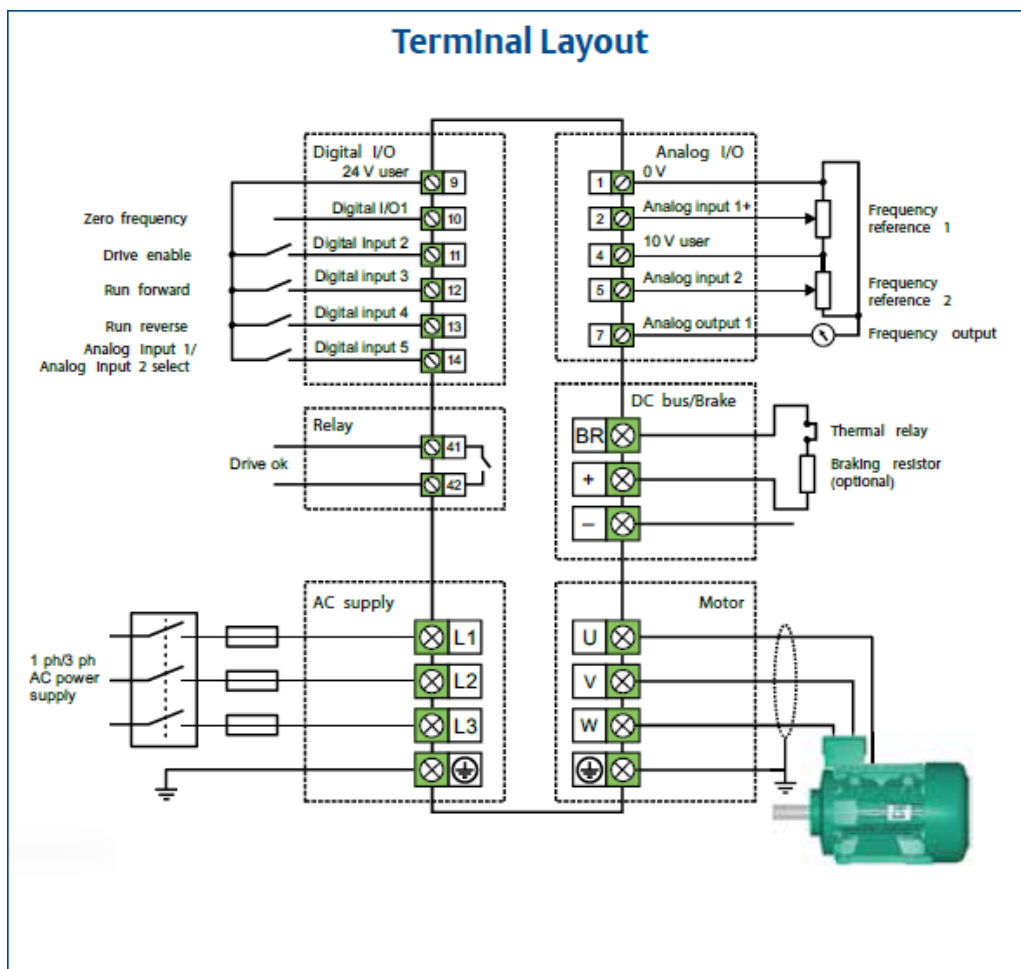 Terminal Layout
Digital I/O
24 V user
9
Zero frequency
Digital I/O1
10
Drive enable
Digital Input 2
11
Run forward
Digital input 3
12
Run reverse
Digital input 4
13
Analog Input 1/
Analog Input 2 select
Digital input 5
14
Analog I/O
0 V
1
Analog input 1+
2
Frequency
reference 1
10 V user
4
Analog input 2
5
Frequency
reference 2
Analog output 1
7
Frequency output
Relay
41
Drive ok
42
DC bus/Brake
BR
Thermal relay
+
Braking resistor
(optional)
–
AC supply
L1
1 ph/3 ph
AC power
supply
L2
L3
Motor
U
V
W